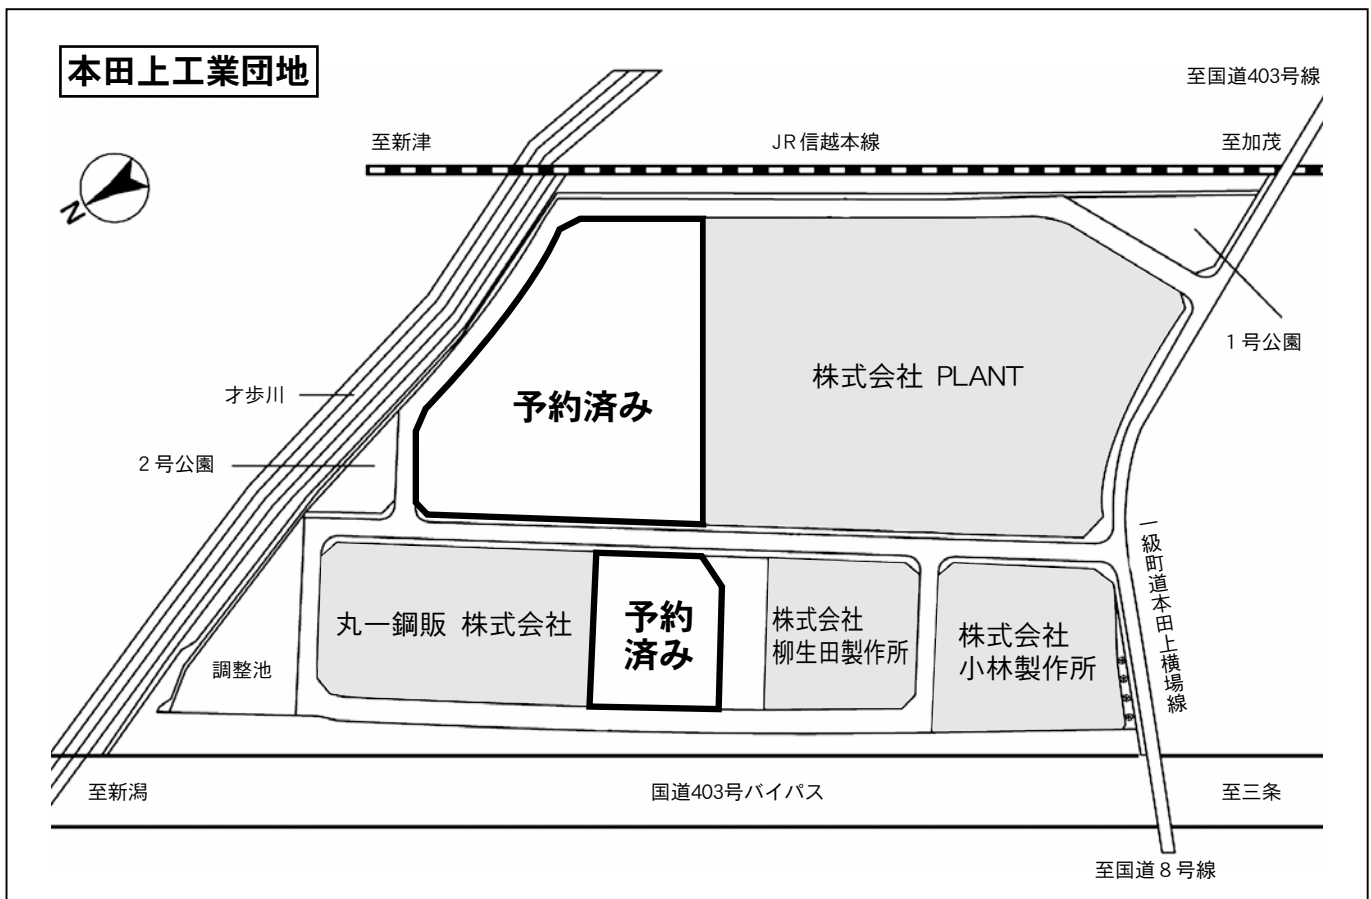 本田上工業団地
至国道403号線
至新津
JR信越本線
至加茂
N
1号公園
株式会社 PLANT
予約済み
才歩川
2号公園
一級町道本田上横場線
丸一鋼販 株式会社
予約
済み
株式会社
柳生田製作所
株式会社
小林製作所
調整池
至新潟
国道403号バイパス
至三条
至国道8号線